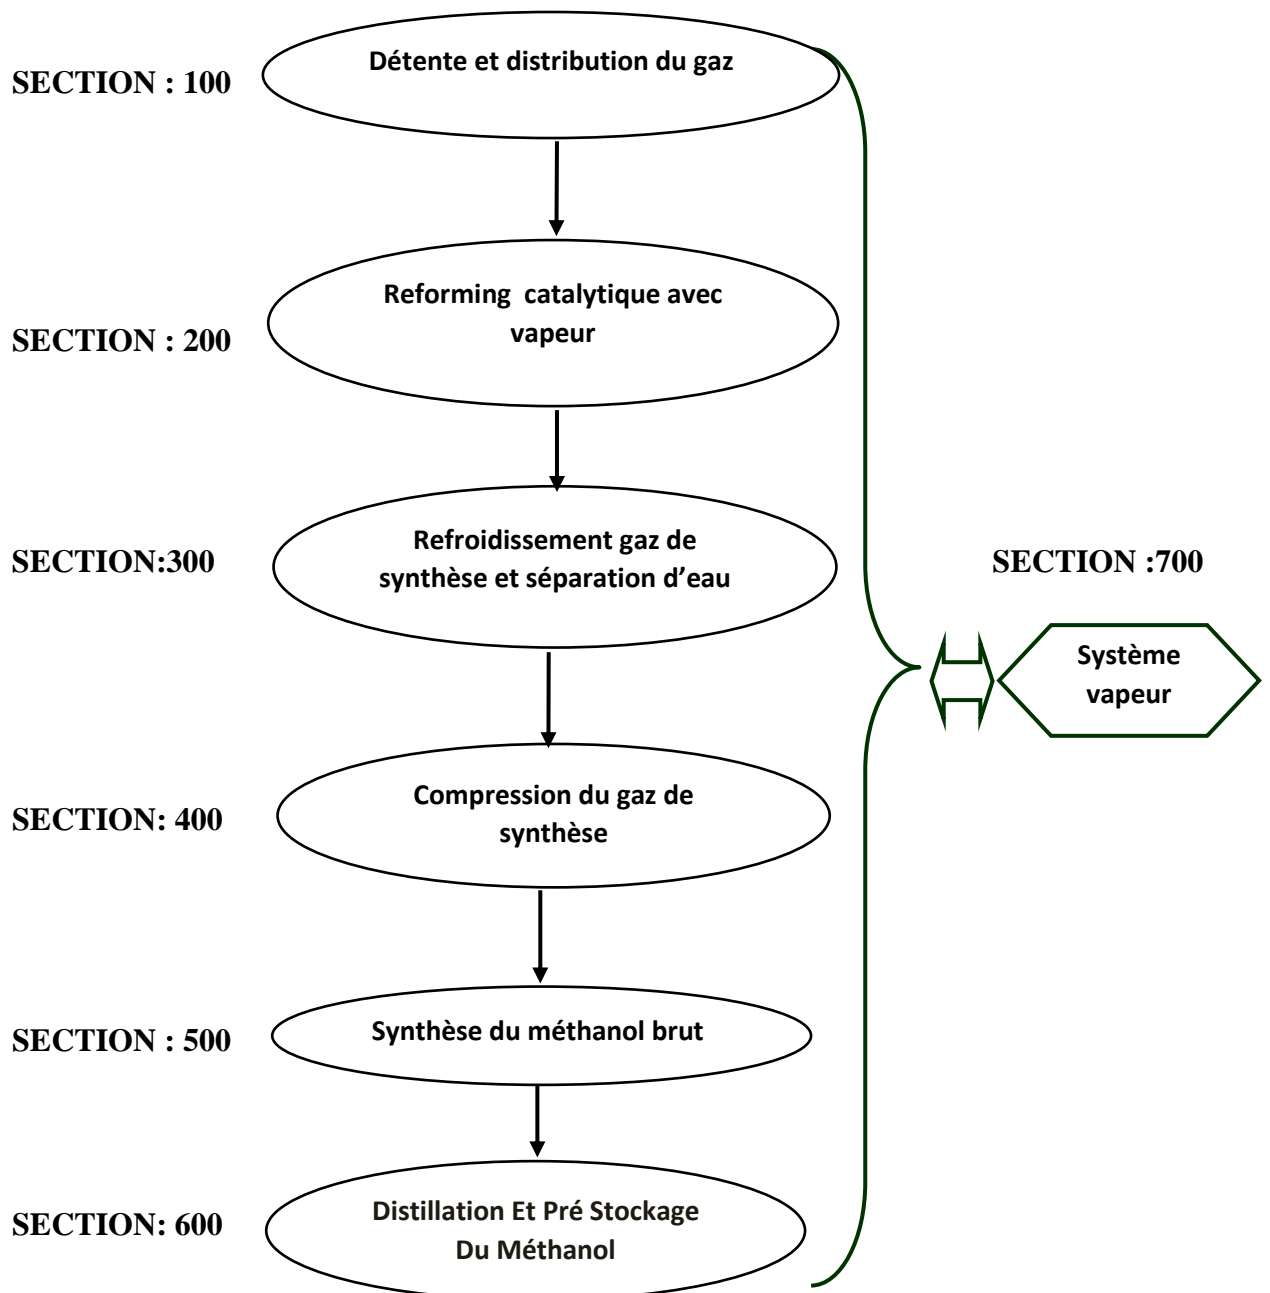 SECTION : 100
Détente et distribution du gaz
SECTION : 200
Reforming  catalytique avec
vapeur
SECTION:300
Refroidissement gaz de
synthèse et séparation d’eau
SECTION :700
Système
vapeur
SECTION: 400
Compression du gaz de
synthèse
SECTION : 500
Synthèse du méthanol brut
SECTION: 600
Distillation Et Pré Stockage
Du Méthanol